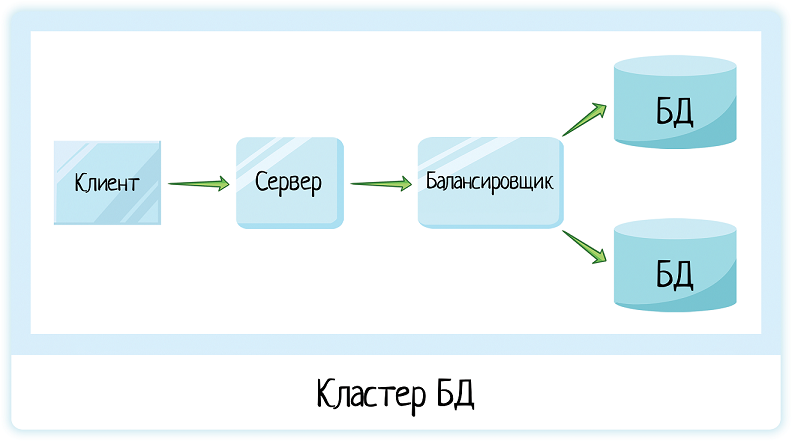 БД
Клиент
Сервер
Балансировщик
БД
Кластер БД